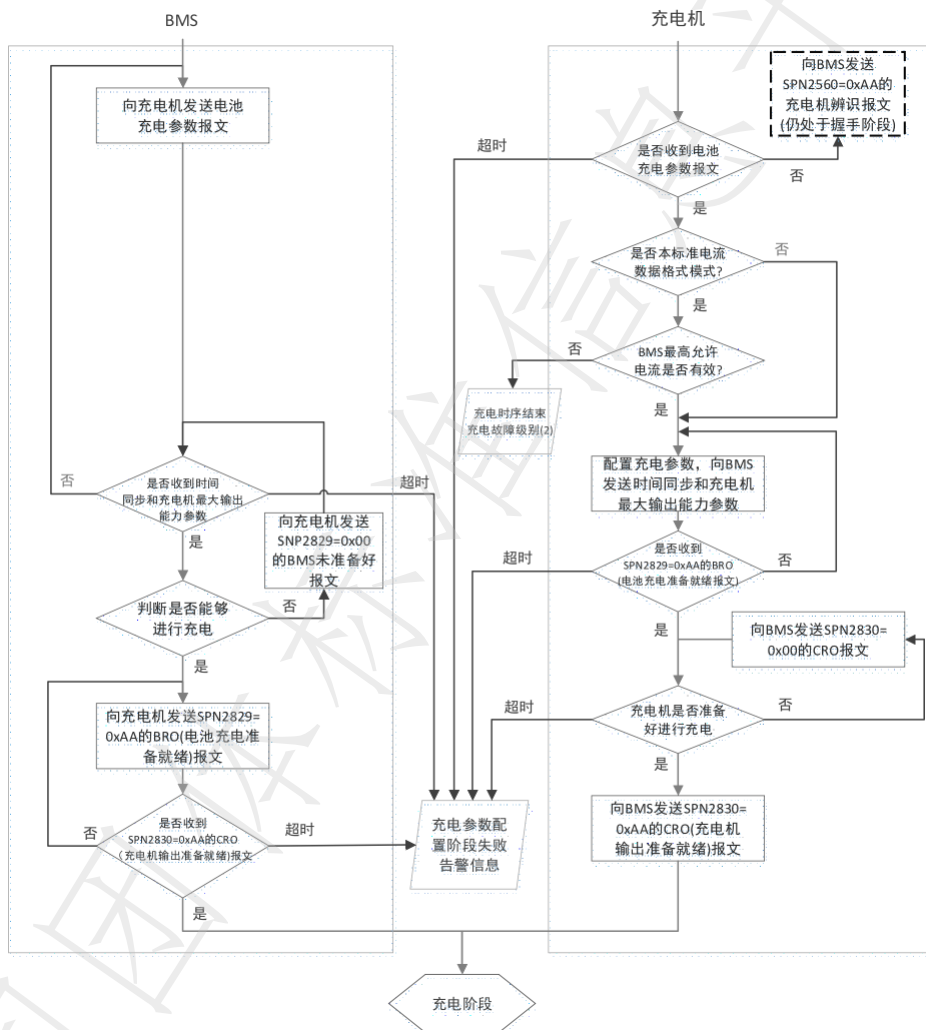 BMS
充电机
向充电机发送电池
充电参数报文
向BMS发送
SPN2560=0xAA的
充电机辨识报文
(仍处于握手阶段)
超时
是否收到电池
充电参数报文
否
是
是否本标准电流
数据格式模式?
否
是
BMS最高允许
电流是否有效?
否
是
充电时序结束
充电故障级别(2)
配置充电参数，向BMS
发送时间同步和充电机
最大输出能力参数
否
是否收到时间
同步和充电机最大输出
能力参数
超时
是
向充电机发送
SNP2829=0x00
的BMS未准备好
报文
超时
是否收到
SPN2829=0xAA的BRO
(电池充电准备就绪报文)
否
是
判断是否能够
进行充电
否
是
向BMS发送SPN2830=
0x00的CRO报文
向充电机发送SPN2829=
0xAA的BRO(电池充电准
备就绪)报文
超时
充电机是否准备
好进行充电
否
是
否
是否收到
SPN2830=0xAA的CRO
（充电机输出准备就绪)报文
超时
是
充电参数配
置阶段失败
告警信息
向BMS发送SPN2830=
0xAA的CRO(充电机
输出准备就绪)报文
充电阶段
团体标准信息